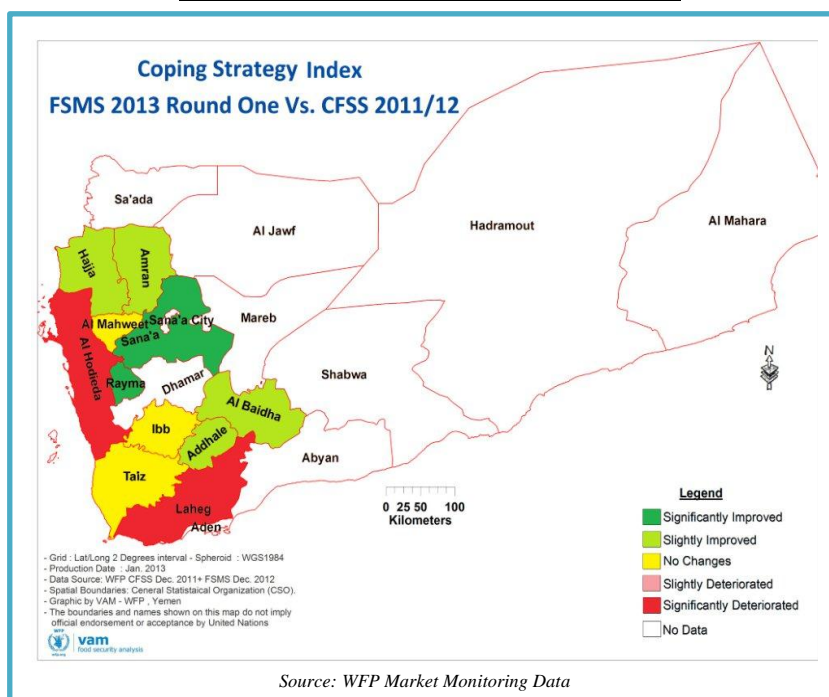 Coping Strategy Index
FSMS 2013 Round One Vs. CFSS 2011/12
Sa'ada
Al Jawf
Hadramout
Al Mahara
Hajja
Amran
Al Mahweet
Sana'a City
Sana'a
Mareb
Al Hodieda
Rayma
Dhamar
Shabwa
Al Baidha
Ibb
Addhale
Abyan
Taiz
Laheg
Aden
N
0 25 50 100
Kilometers
Legend
Significantly Improved
Slightly Improved
No Changes
Slightly Deteriorated
Significantly Deteriorated
No Data
- Grid : Lat/Long 2 Degrees interval - Spheroid : WGS1984
- Production Date : Jan. 2013
- Data Source: WFP CFSS Dec. 2011+ FSMS Dec. 2012
- Spatial Boundaries: General Statistaical Organization (CSO).
- Graphic by VAM - WFP , Yemen
- The boundaries and names shown on this map do not imply
official endorsement or acceptance by United Nations
WFP
wfp.org
vam
food security analysis
Source: WFP Market Monitoring Data